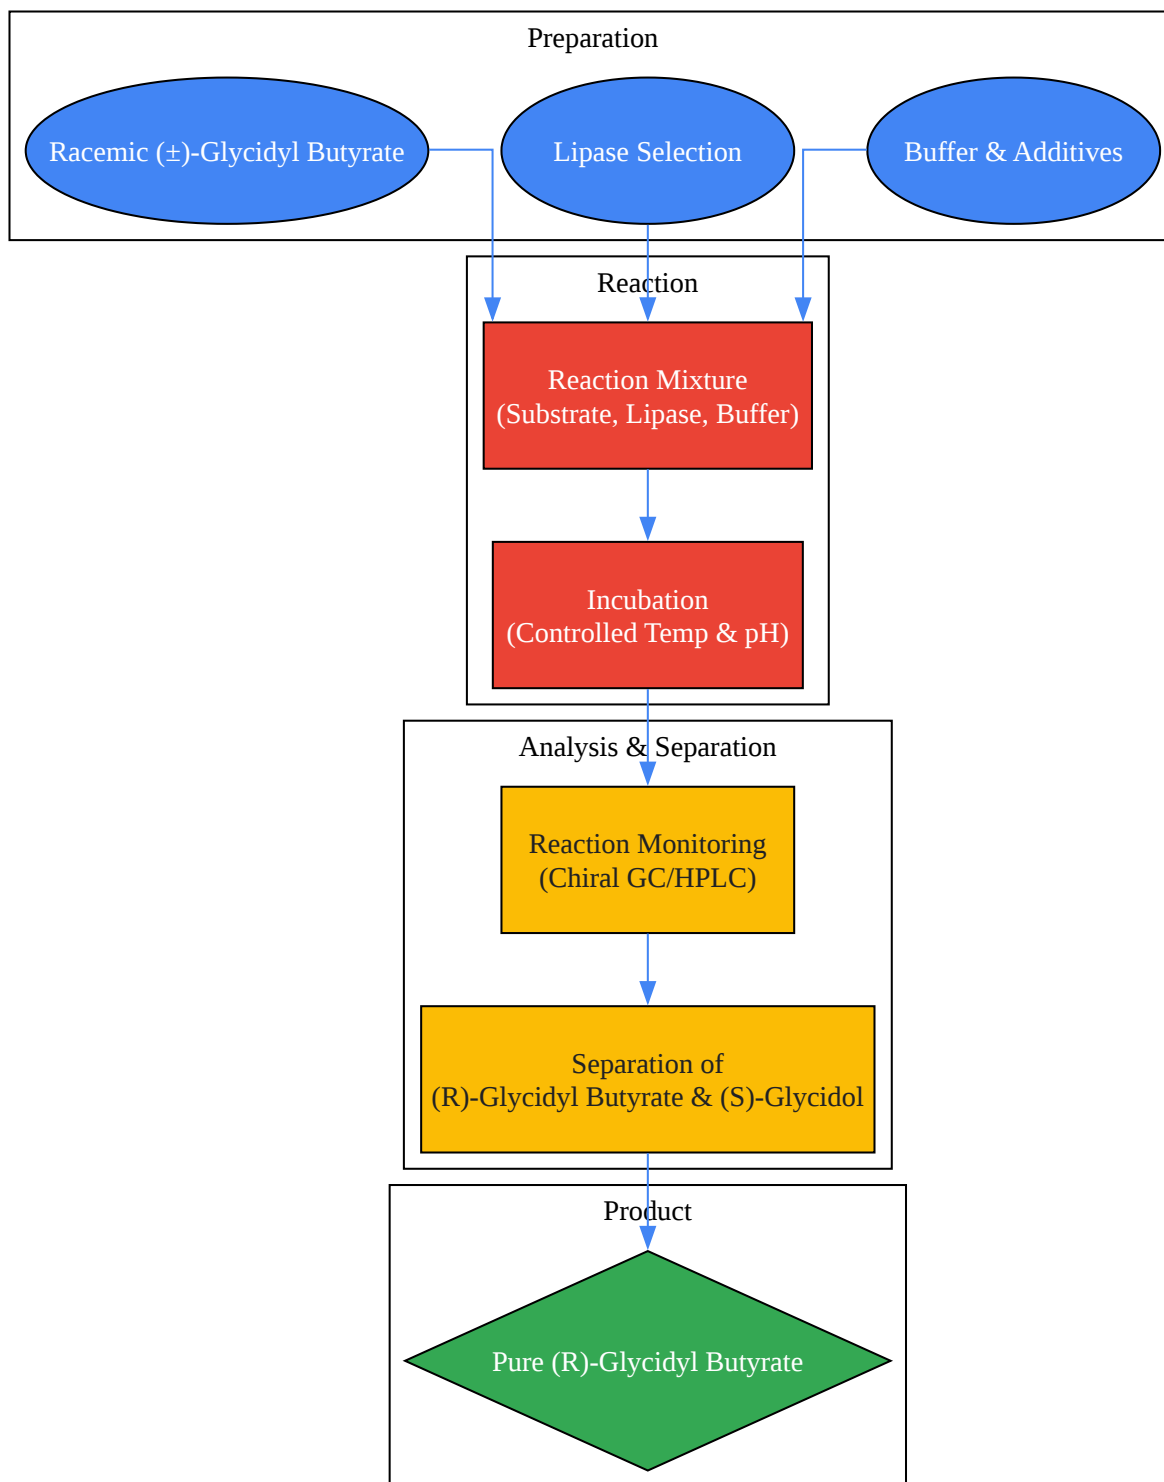 Preparation
Racemic (±)-Glycidyl Butyrate
Lipase Selection
Buffer & Additives
Reaction
Reaction Mixture
(Substrate, Lipase, Buffer)
Incubation
(Controlled Temp & pH)
Analysis & Separation
Reaction Monitoring
(Chiral GC/HPLC)
Separation of
(R)-Glycidyl Butyrate & (S)-Glycidol
Product
Pure (R)-Glycidyl Butyrate